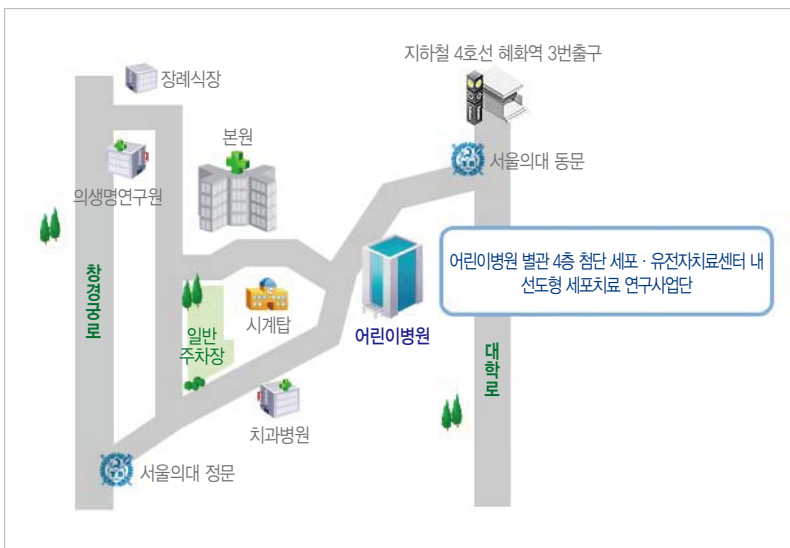 지하철 4호선 혜화역 3번출구
장례식장
본원
서울의대 동문
의생명연구원
어린이병원 별관 4층 첨단 세포 · 유전자치료센터 내
선도형 세포치료 연구사업단
창경궁로
시계탑
일반
주차장
어린이병원
대학로
치과병원
서울의대 정문